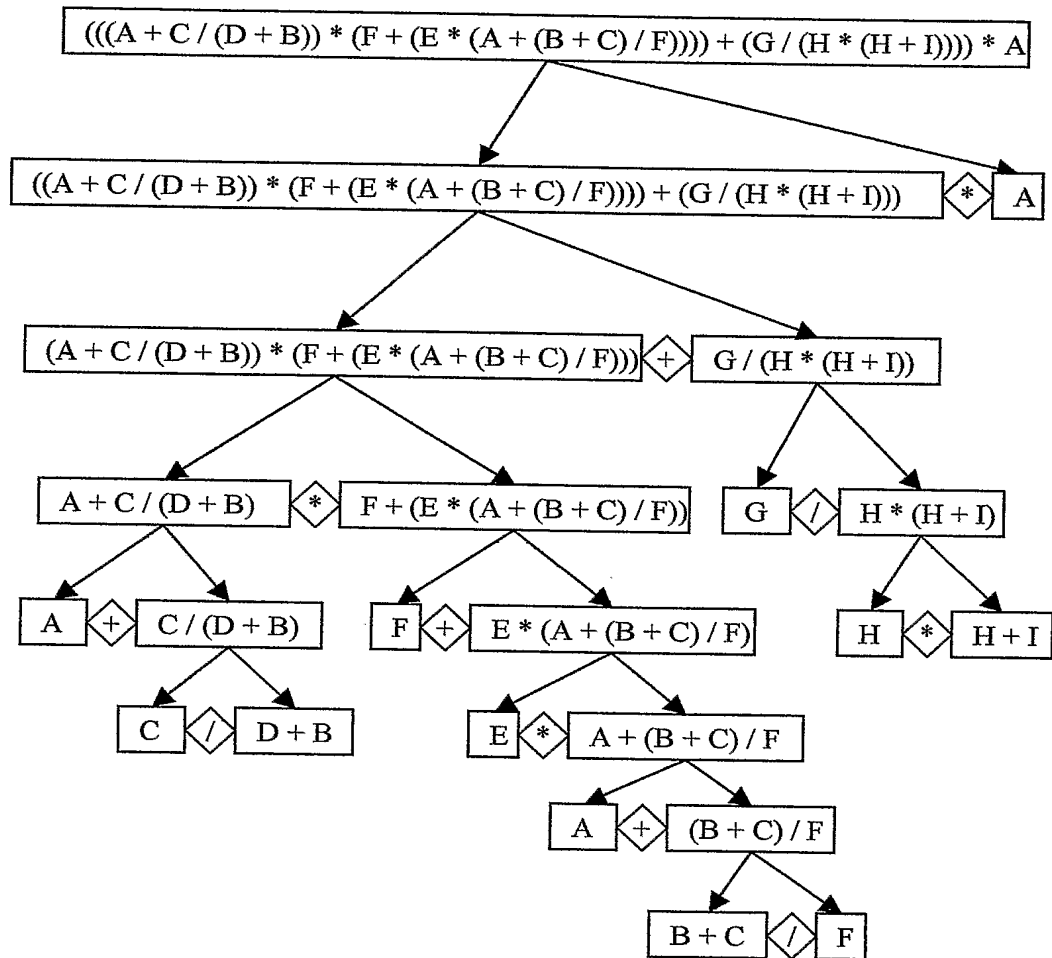 (((A + C / (D + B)) * (F + (E * (A + (B + C) / F)))) + (G / (H * (H + I)))) * A
((A + C / (D + B)) * (F + (E * (A + (B + C) / F)))) + (G / (H * (H + I))) * A
(A + C / (D + B)) * (F + (E * (A + (B + C) / F))) + G / (H * (H + I))
A + C / (D + B) * F + (E * (A + (B + C) / F)) G / H * (H + I)
A + C / (D + B) F + E * (A + (B + C) / F) H * H + I
C / D + B E * A + (B + C) / F
A + (B + C) / F
B + C / F